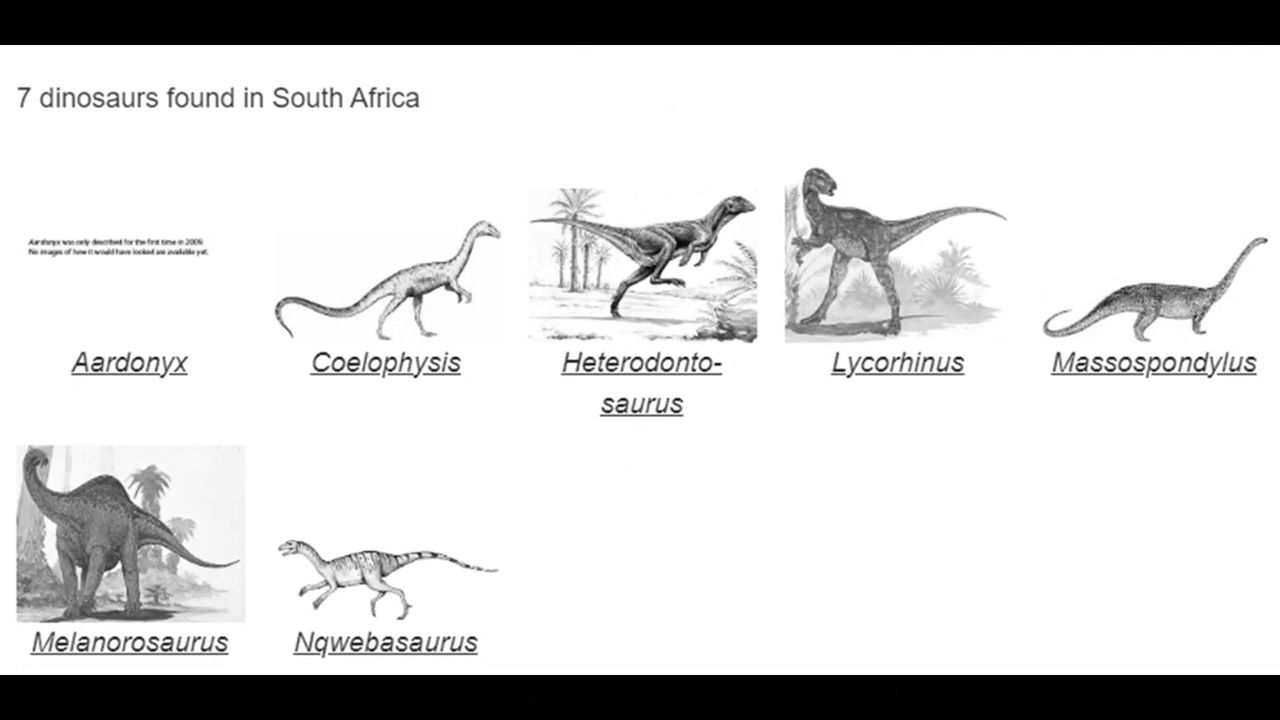 7 dinosaurs found in South Africa
Aardonyx was only described for the first time in 2009.
No images of how it would have looked are available yet.
Aardonyx
Coelophysis
Heterodonto-
saurus
Lycorhinus
Massospondylus
Melanorosaurus
Nqwebasaurus